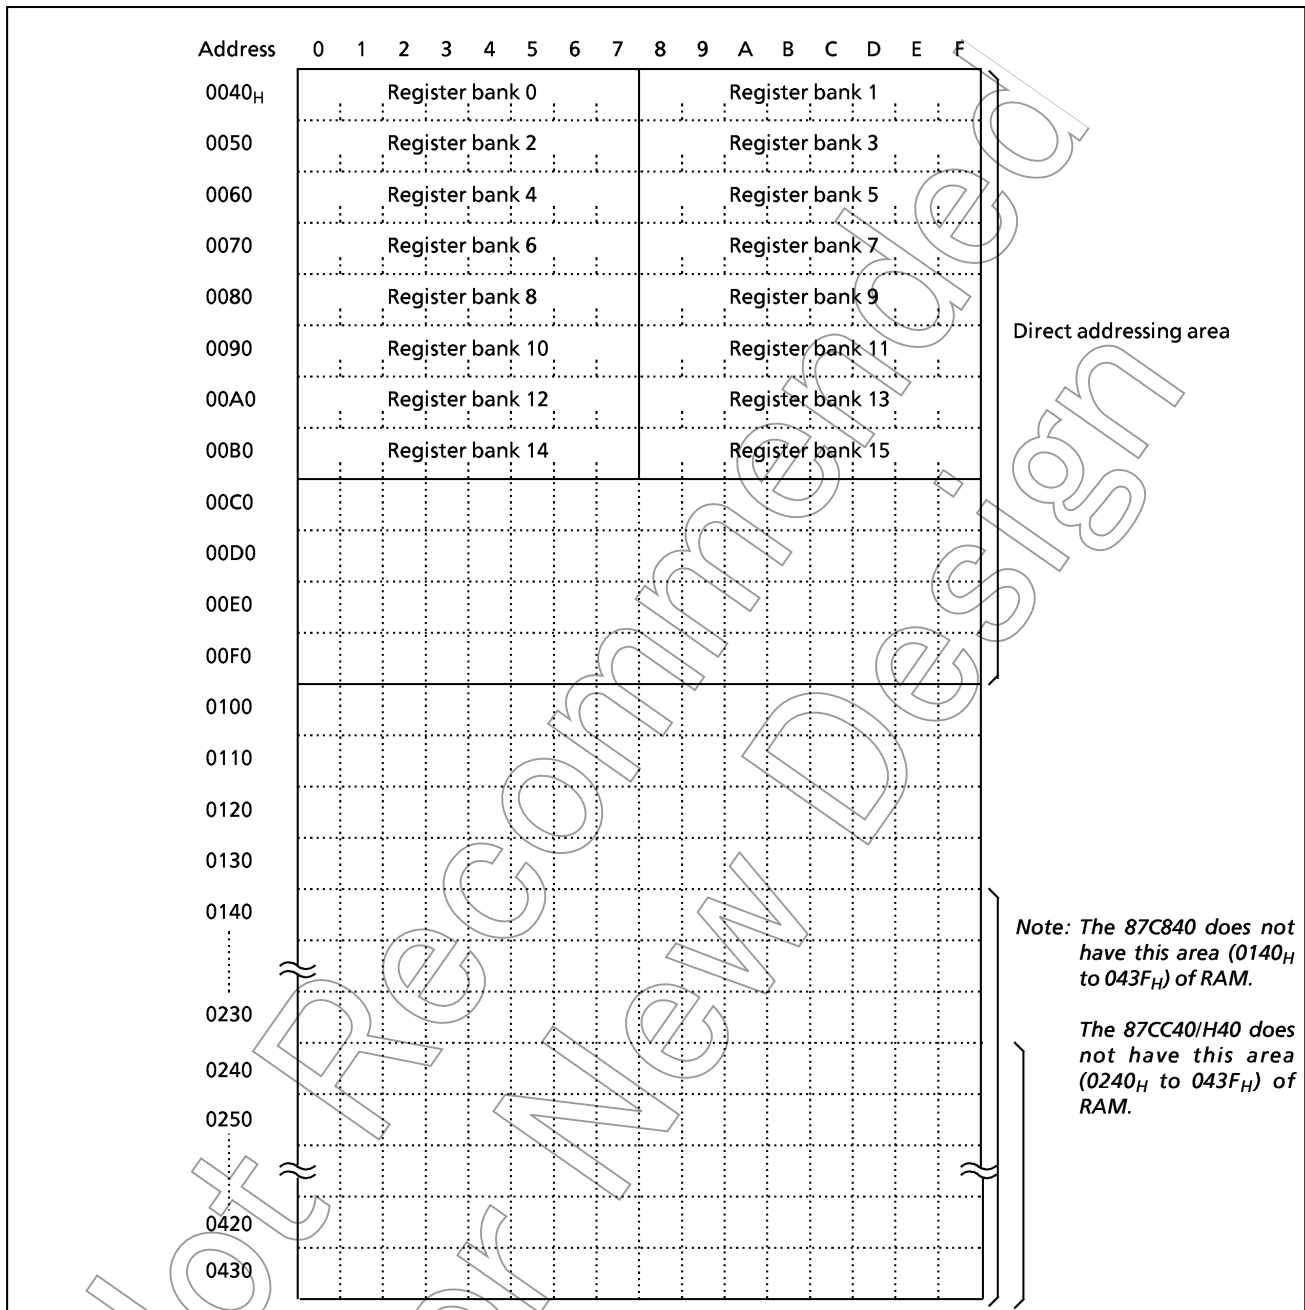 Address 0 1 2 3 4 5 6 7 8 9 A B C D E F
0040H Register bank 0 Register bank 1
0050 Register bank 2 Register bank 3
0060 Register bank 4 Register bank 5
0070 Register bank 6 Register bank 7
0080 Register bank 8 Register bank 9
Direct addressing area
0090 Register bank 10 Register bank 11
00A0 Register bank 12 Register bank 13
00B0 Register bank 14 Register bank 15
00C0
00D0
00E0
00F0
0100
0110
0120
0130
0140
Note: The 87C840 does not
have this area (0140H
to 043FH) of RAM.
0230
The 87CC40/H40 does
not have this area
(0240H to 043FH) of
RAM.
0240
0250
0420
0430
ot Recommended
or New Design